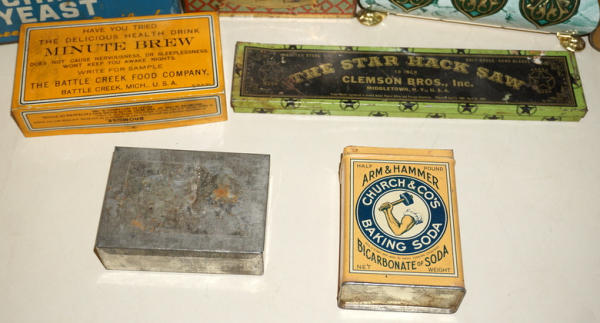 YEAST
HAVE YOU TRIED
THE DELICIOUS HEALTH DRINK
MINUTE BREW
DOES NOT CAUSE NERVOUSNESS OR SLEEPLESSNESS.
WONT KEEP YOU AWAKE NIGHTS.
WRITE FOR SAMPLE
THE BATTLE CREEK FOOD COMPANY,
BATTLE CREEK, MICH., U.S.A.
THE STAR HACK SAW
CLEMSON BROS., Inc.
MIDDLETOWN, N. Y., U.S.A.
HALF POUND
ARM & HAMMER
CHURCH & CO'S
BAKING SODA
BICARBONATE OF SODA
NET WEIGHT